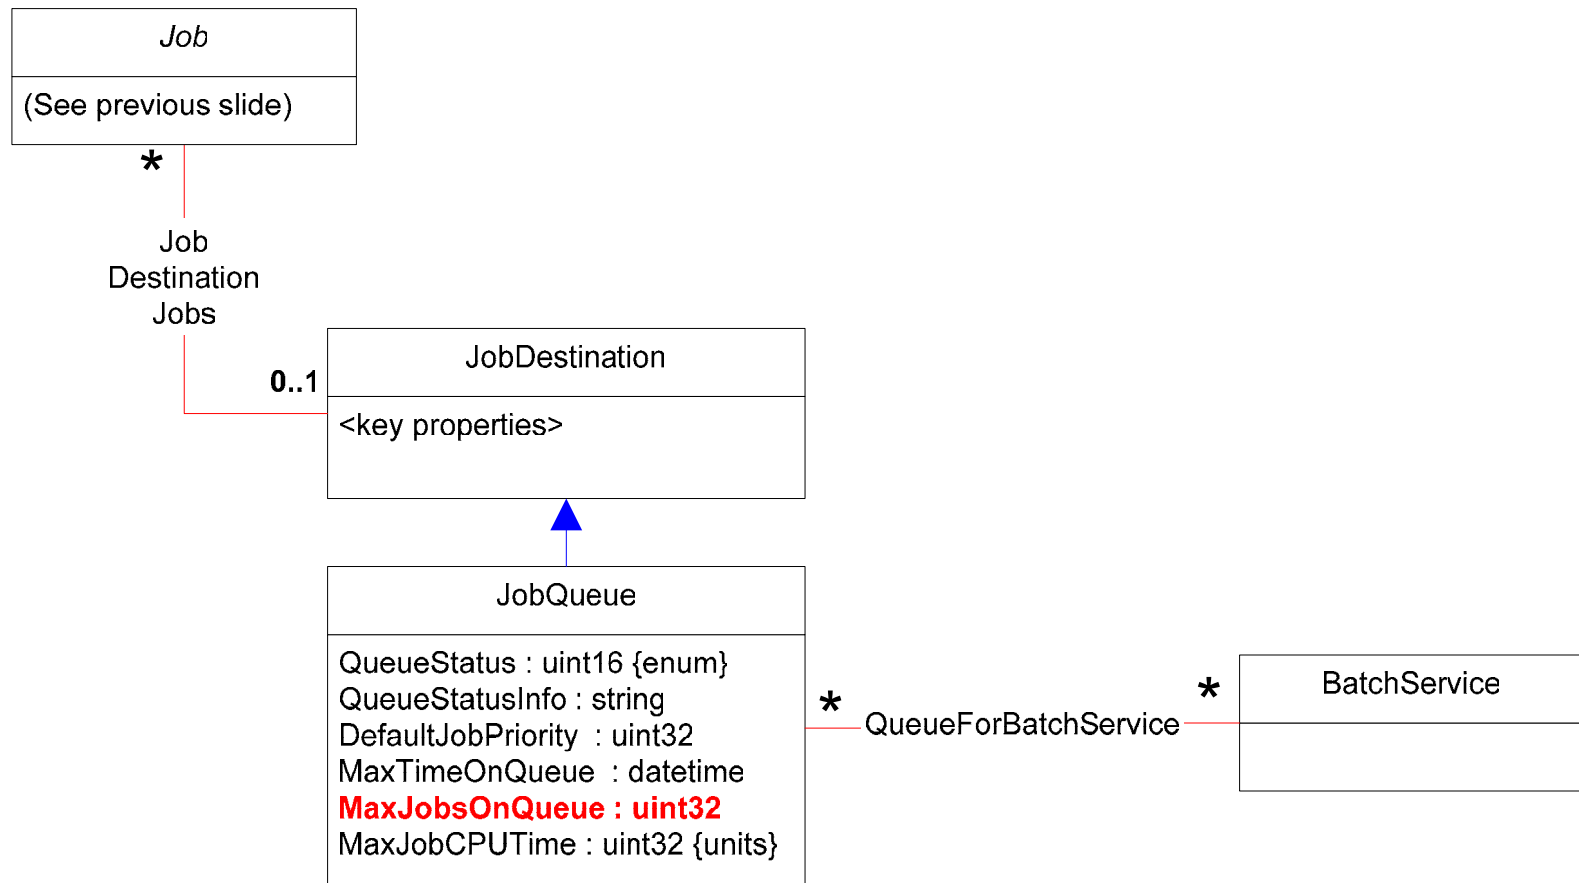 Job
(See previous slide)
*
Job
Destination
Jobs
0..1
JobDestination
<key properties>
JobQueue
QueueStatus : uint16 {enum}
QueueStatusInfo : string
DefaultJobPriority : uint32
MaxTimeOnQueue : datetime
MaxJobsOnQueue : uint32
MaxJobCPUTime : uint32 {units}
*
QueueForBatchService
*
BatchService